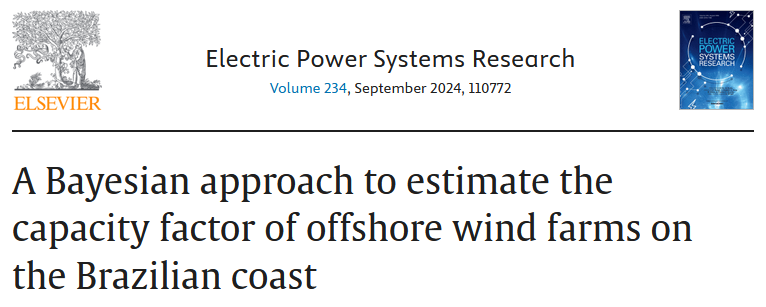 ELSEVIER
Electric Power Systems Research
Volume 234, September 2024, 110772
ELECTRIC
POWER
SYSTEMS
RESEARCH
A Bayesian approach to estimate the
capacity factor of offshore wind farms on
the Brazilian coast